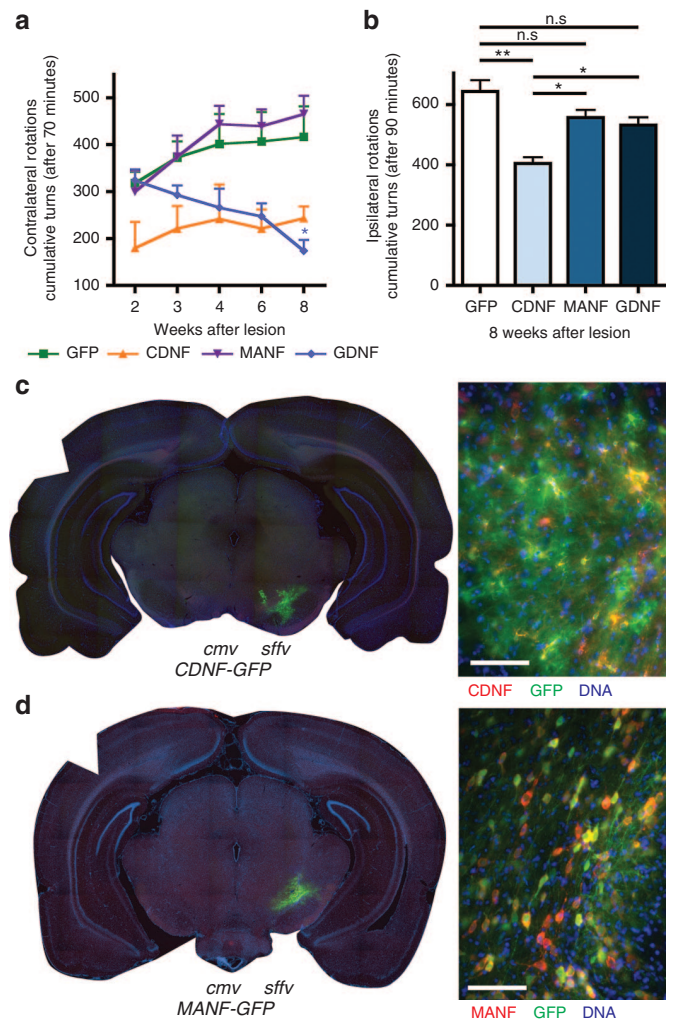 a
Contralateral rotations
cumulative turns (after 70 minutes)
500
400
300
200
100
*
2 3 4 6 8
Weeks after lesion
GFP CDNF MANF GDNF
b
n.s
n.s
**
*
*
Ipsilateral rotations
cumulative turns (after 90 minutes)
600
400
200
0
GFP CDNF MANF GDNF
8 weeks after lesion
c
cmv sffv
CDNF-GFP
CDNF GFP DNA
d
cmv sffv
MANF-GFP
MANF GFP DNA